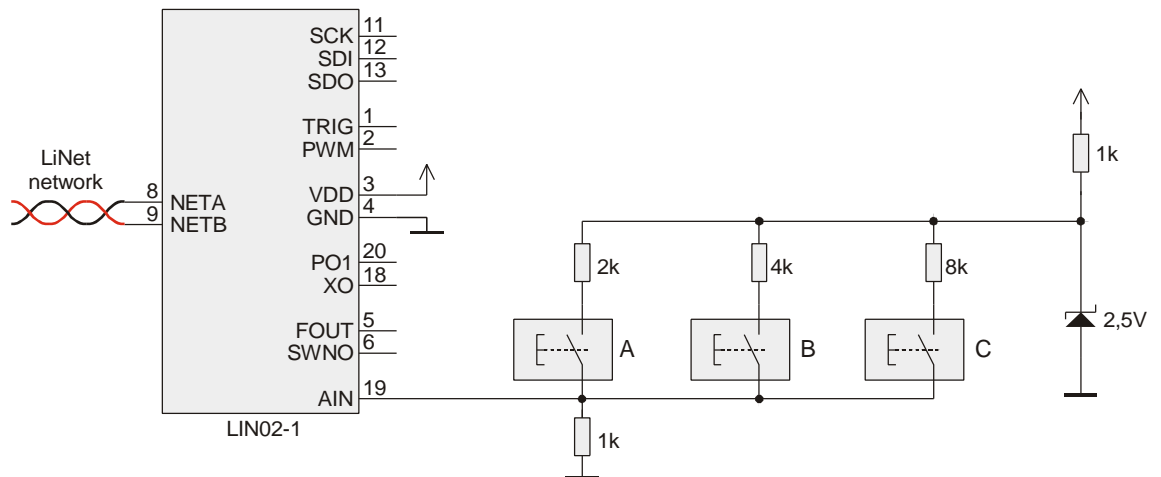 SCK 11
SDI 12
SDO 13
TRIG 1
PWM 2
LiNet
network
8 NETA
9 NETB
VDD 3
GND 4
PO1 20
XO 18
FOUT 5
SWNO 6
AIN 19
LIN02-1
1k
2k
4k
8k
2,5V
A
B
C
1k